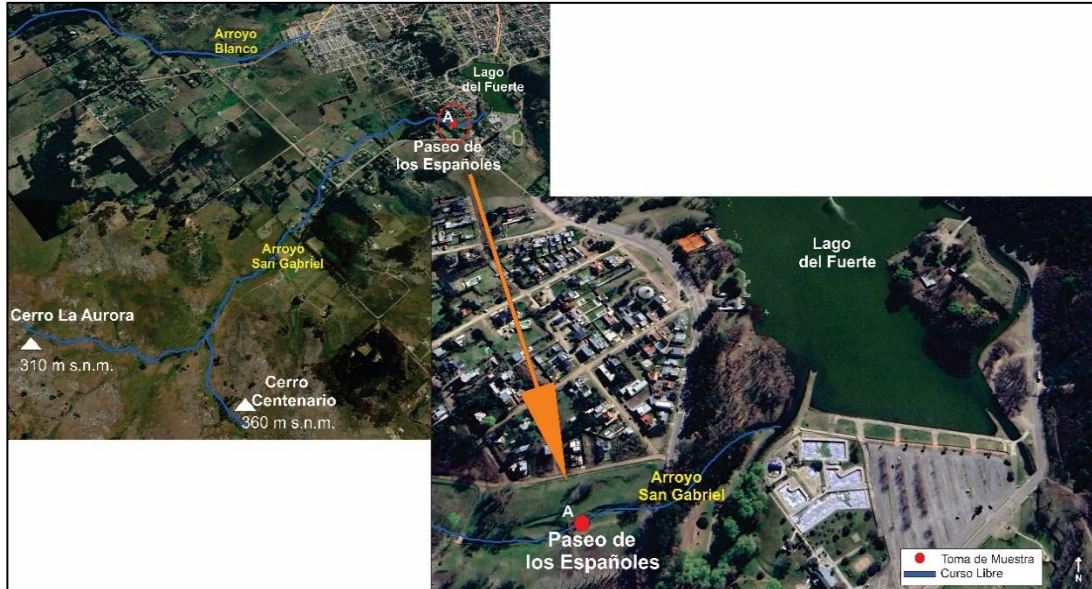 Arroyo
Blanco
Lago
del Fuerte
A
Paseo de
los Españoles
Arroyo
San Gabriel
Cerro La Aurora
310 m s.n.m.
Cerro
Centenario
360 m s.n.m.
Lago
del Fuerte
Arroyo
San Gabriel
A
Paseo de
los Españoles
Toma de Muestra
Curso Libre
N